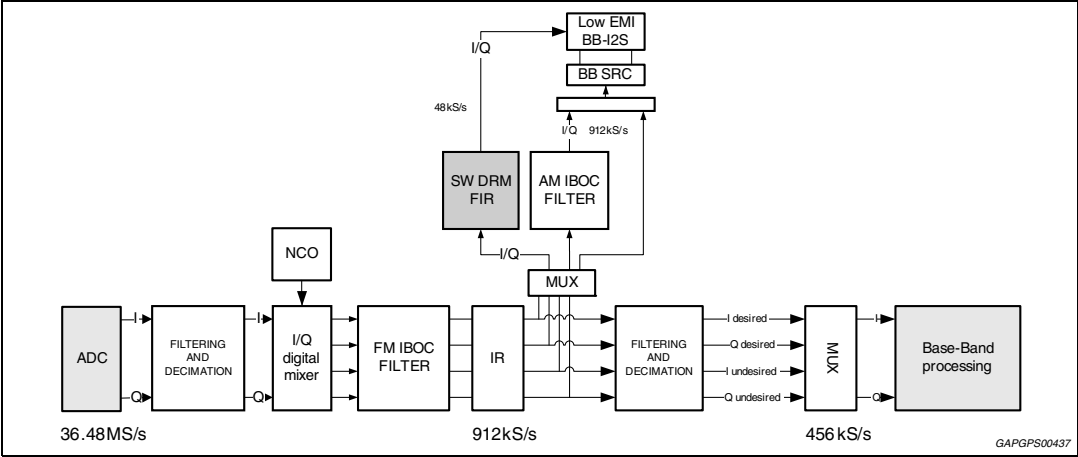 Low EMI
BB-I2S
I/Q
BB SRC
48kS/s
I/Q 912kS/s
SW DRM
FIR
AM IBOC
FILTER
NCO
I/Q
MUX
ADC
I
Q
FILTERING
AND
DECIMATION
I
Q
I/Q
digital
mixer
FM IBOC
FILTER
IR
FILTERING
AND
DECIMATION
I desired
Q desired
I undesired
Q undesired
MUX
I
Q
Base-Band
processing
36.48MS/s
912kS/s
456kS/s
GAPGPS00437